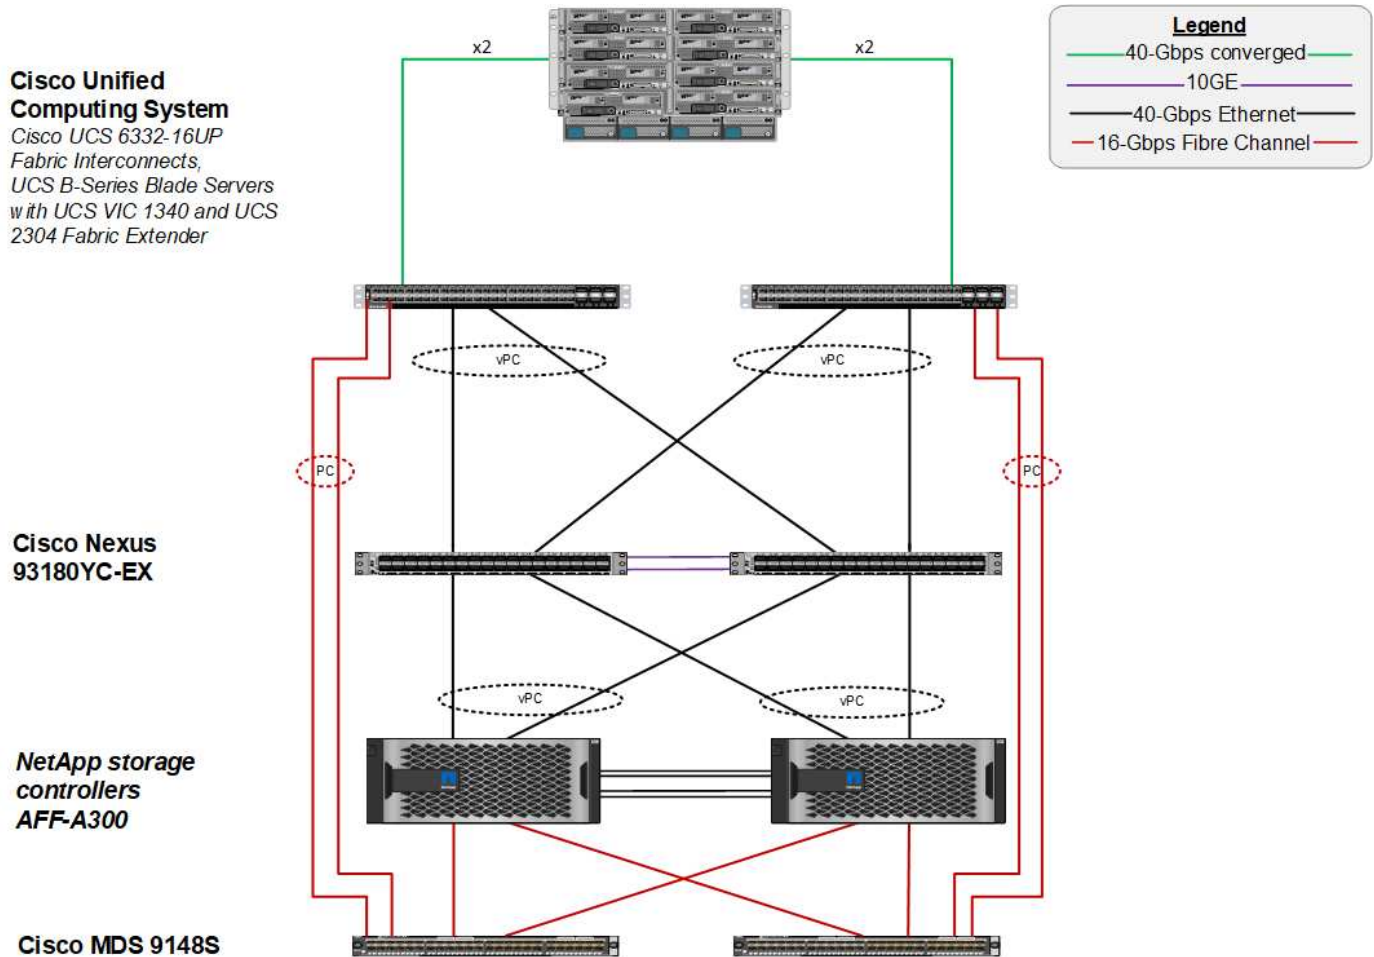 x2
x2
Legend
40-Gbps converged
10GE
40-Gbps Ethernet
16-Gbps Fibre Channel
Cisco Unified
Computing System
Cisco UCS 6332-16UP
Fabric Interconnects,
UCS B-Series Blade Servers
with UCS VIC 1340 and UCS
2304 Fabric Extender
vPC
vPC
PC
PC
Cisco Nexus
93180YC-EX
vPC
vPC
NetApp storage
controllers
AFF-A300
Cisco MDS 9148S